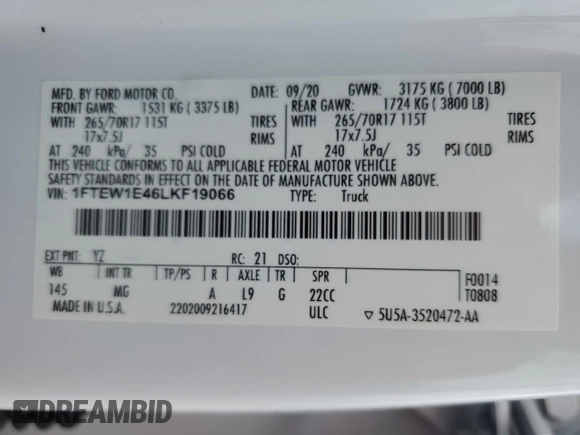 MFD. BY FORD MOTOR CO. DATE: 09/20 GVWR: 3175 KG ( 7000 LB)
FRONT GAWR: 1531 KG ( 3375 LB) REAR GAWR: 1724 KG ( 3800 LB)
WITH 265/70R17 115T TIRES WITH 265/70R17 115T TIRES
17x7.5J RIMS 17x7.5J RIMS
AT 240 kPa/ 35 PSI COLD AT 240 kPa/ 35 PSI COLD
THIS VEHICLE CONFORMS TO ALL APPLICABLE FEDERAL MOTOR VEHICLE
SAFETY STANDARDS IN EFFECT ON THE DATE OF MANUFACTURE SHOWN ABOVE.
VIN: 1FTEW1E46LKF19066 TYPE: Truck
EXT PNT: YZ RC: 21 DSO:
WB INT TR TP/PS R AXLE TR SPR F0014
145 MG A L9 G 22CC T0808
MADE IN U.S.A. 2202009216417 ULC ▽ 5U5A-3520472-AA
DREAMBID